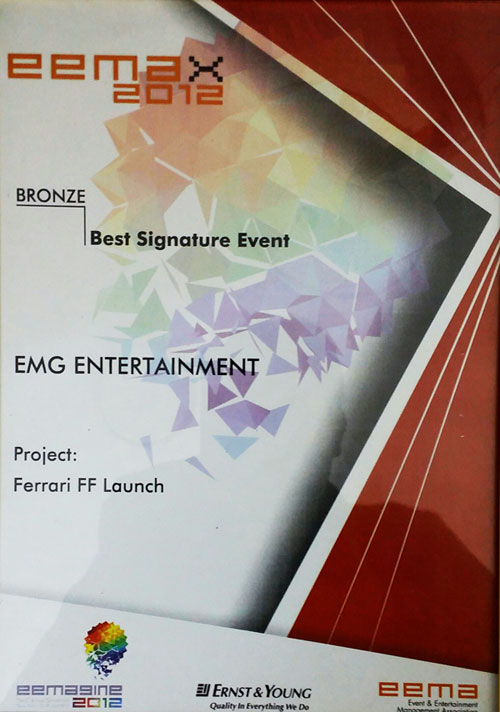 eemax
2012
BRONZE
Best Signature Event
EMG ENTERTAINMENT
Project:
Ferrari FF Launch
eemagine
2012
ERNST & YOUNG
Quality In Everything We Do
eema
Event & Entertainment
Management Association